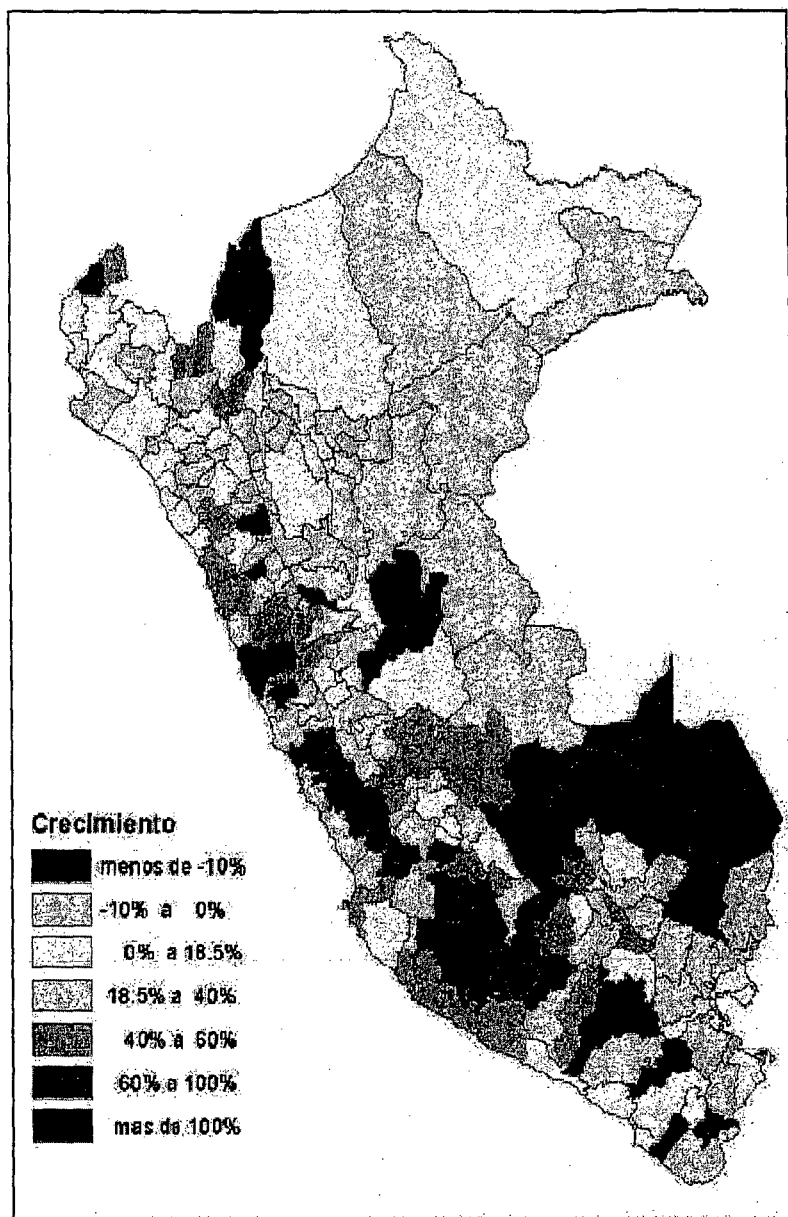 Crecimiento
menos de -10%
-10% a 0%
0% a 18.5%
18.5% a 40%
40% a 60%
60% a 100%
mas de 100%